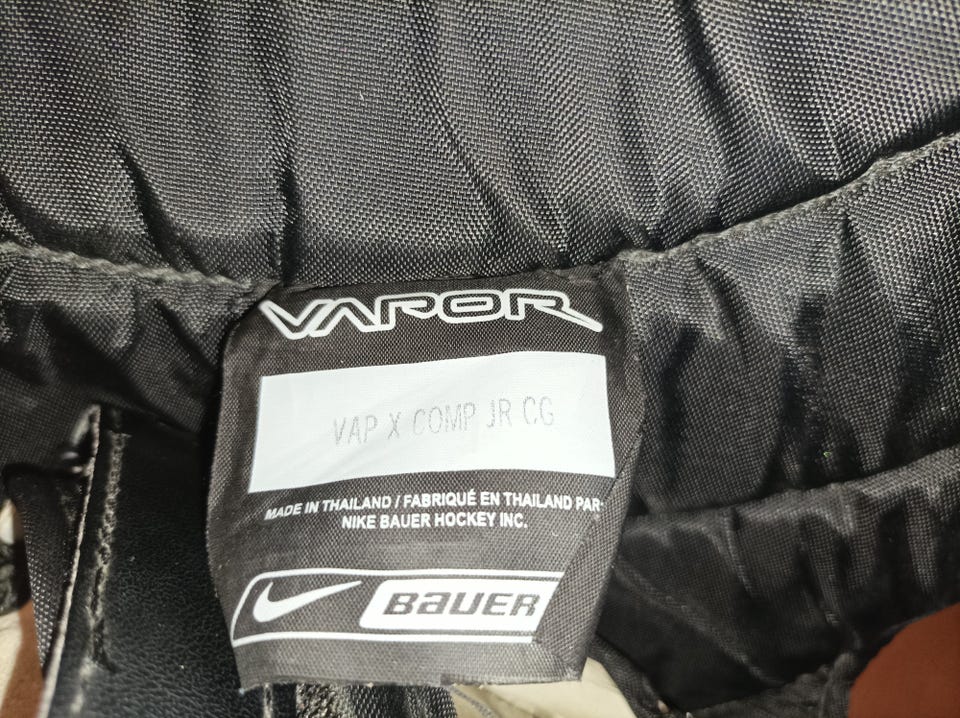 VAPOR
VAP X COMP JR CG
MADE IN THAILAND / FABRIQUÉ EN THAILAND PAR
NIKE BAUER HOCKEY INC.
BAUER